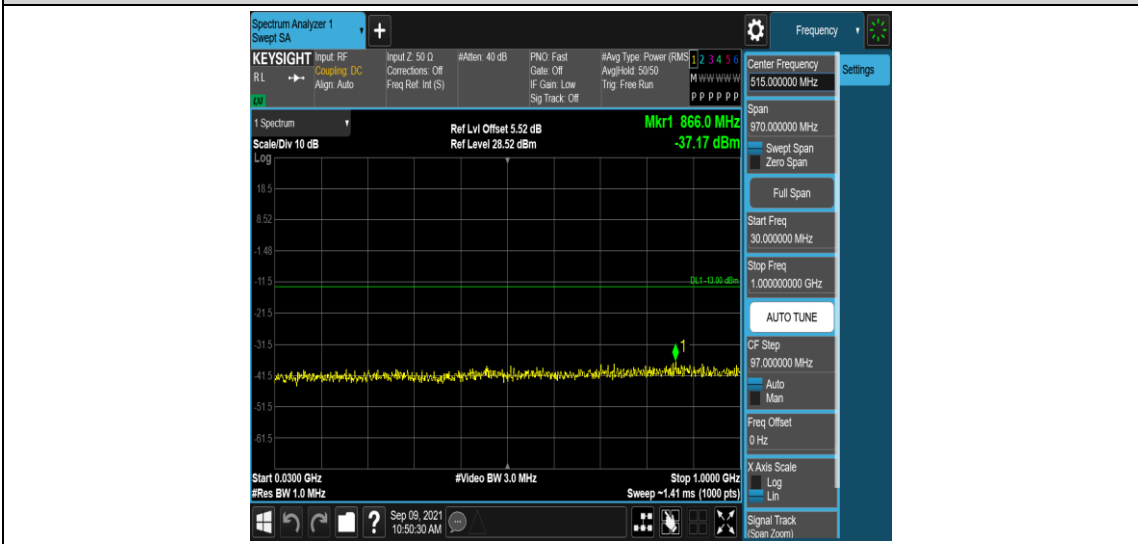 Spectrum Analyzer 1
Swept SA
+
Frequency
KEYSIGHT
RL
LXI
Input: RF
Coupling: DC
Align: Auto
Input Z: 50 Ω
Corrections: Off
Freq Ref: Int (S)
#Atten: 40 dB
PNO: Fast
Gate: Off
IF Gain: Low
Sig Track: Off
#Avg Type: Power (RMS
Avg|Hold: 50/50
Trig: Free Run
1 2 3 4 5 6
M W W W W W
P P P P P P
1 Spectrum
Scale/Div 10 dB
Log
Ref Lvl Offset 5.52 dB
Ref Level 28.52 dBm
Mkr1 866.0 MHz
-37.17 dBm
18.5
8.52
-1.48
-11.5
DL1 -13.00 dBm
-21.5
-31.5
1
-41.5
-51.5
-61.5
Start 0.0300 GHz
#Res BW 1.0 MHz
#Video BW 3.0 MHz
Stop 1.0000 GHz
Sweep ~1.41 ms (1000 pts)
Center Frequency
515.000000 MHz
Settings
Span
970.000000 MHz
Swept Span
Zero Span
Full Span
Start Freq
30.000000 MHz
Stop Freq
1.000000000 GHz
AUTO TUNE
CF Step
97.000000 MHz
Auto
Man
Freq Offset
0 Hz
X Axis Scale
Log
Lin
Signal Track
(Span Zoom)
?
Sep 09, 2021
10:50:30 AM